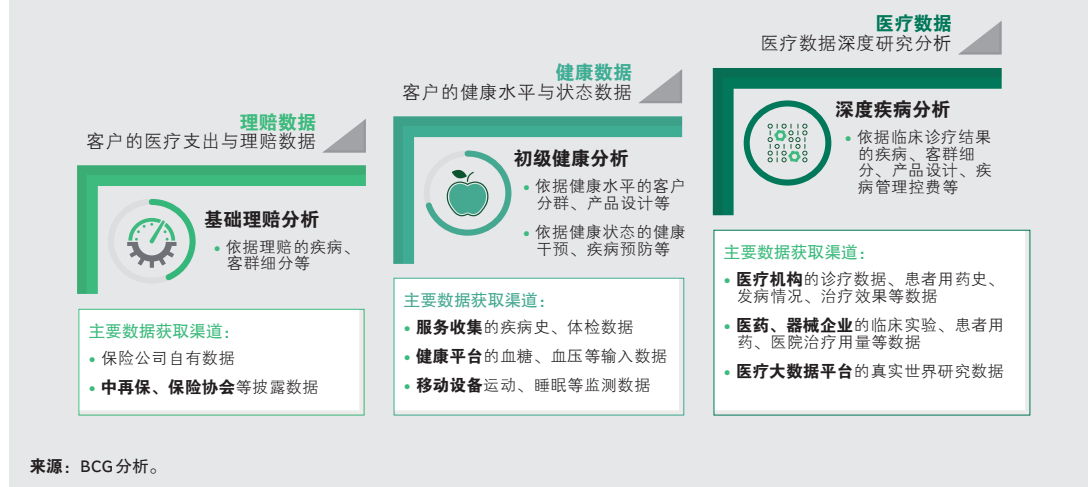 理赔数据
客户的医疗支出与理赔数据
基础理赔分析
• 依据理赔的疾病、
客群细分等
主要数据获取渠道：
• 保险公司自有数据
• 中再保、保险协会等披露数据
健康数据
客户的健康水平与状态数据
初级健康分析
• 依据健康水平的客户
分群、产品设计等
• 依据健康状态的健康
干预、疾病预防等
主要数据获取渠道：
• 服务收集的疾病史、体检数据
• 健康平台的血糖、血压等输入数据
• 移动设备运动、睡眠等监测数据
医疗数据
医疗数据深度研究分析
深度疾病分析
• 依据临床诊疗结果
的疾病、客群细
分、产品设计、疾
病管理控费等
主要数据获取渠道：
• 医疗机构的诊疗数据、患者用药史、
发病情况、治疗效果等数据
• 医药、器械企业的临床实验、患者用
药、医院治疗用量等数据
• 医疗大数据平台的真实世界研究数据
来源：BCG分析。